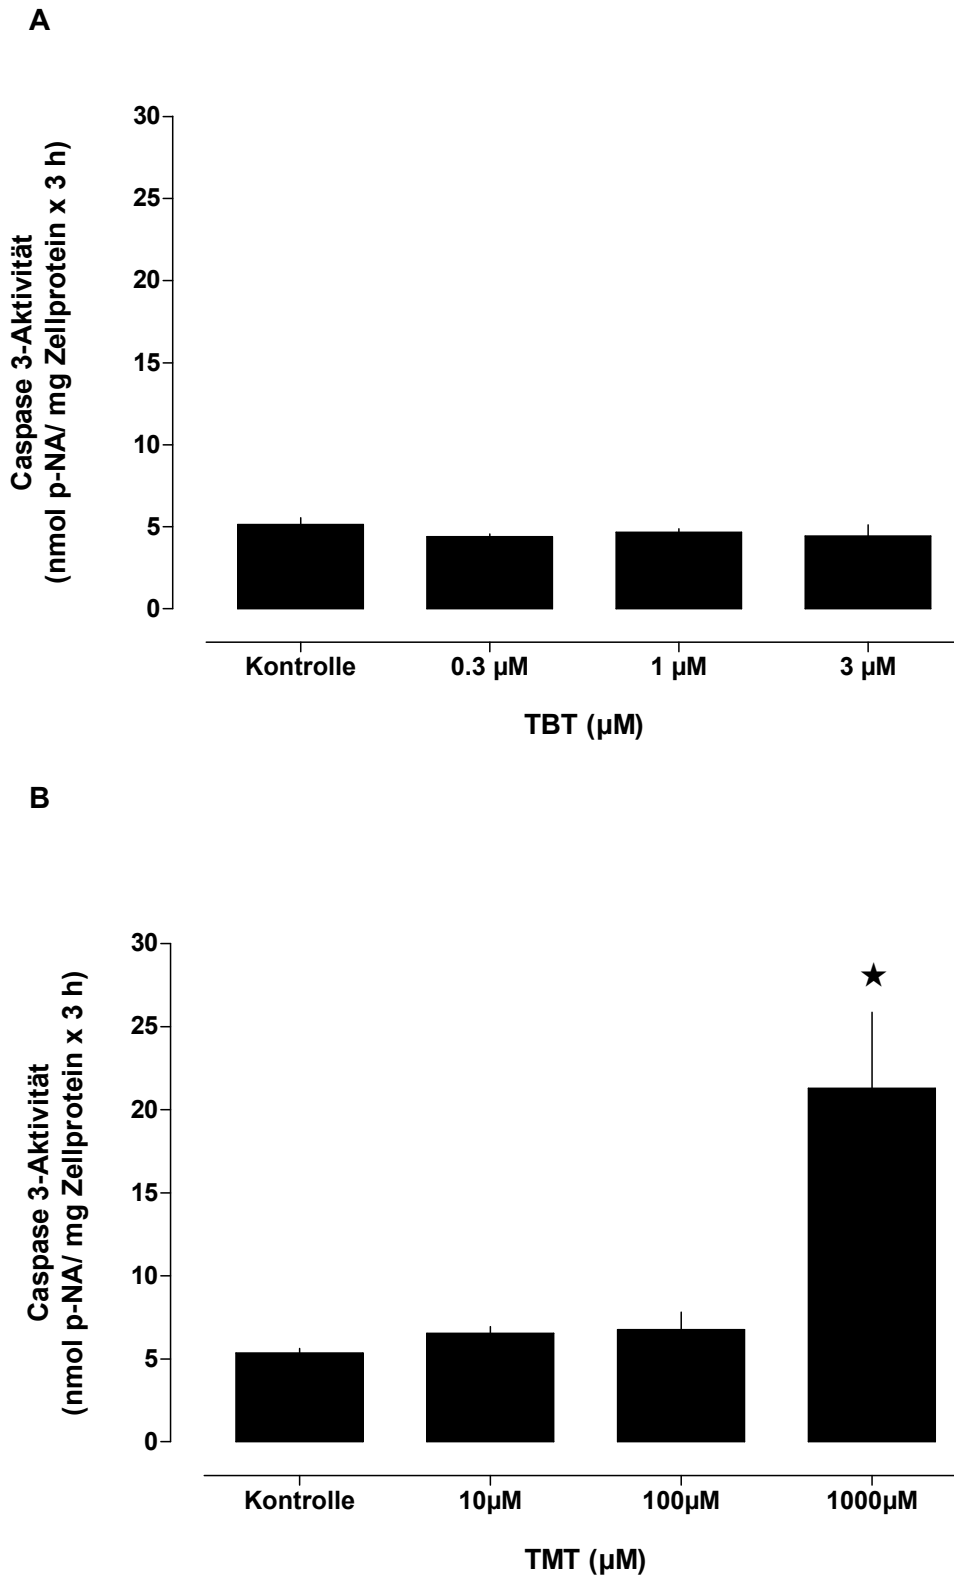 A
30
25
20
15
10
5
0
Caspase 3-Aktivität
(nmol p-NA/ mg Zellprotein x 3 h)
Kontrolle 0.3 µM 1 µM 3 µM
TBT (µM)
B
30
25
20
15
10
5
0
Caspase 3-Aktivität
(nmol p-NA/ mg Zellprotein x 3 h)
★
Kontrolle 10µM 100µM 1000µM
TMT (µM)